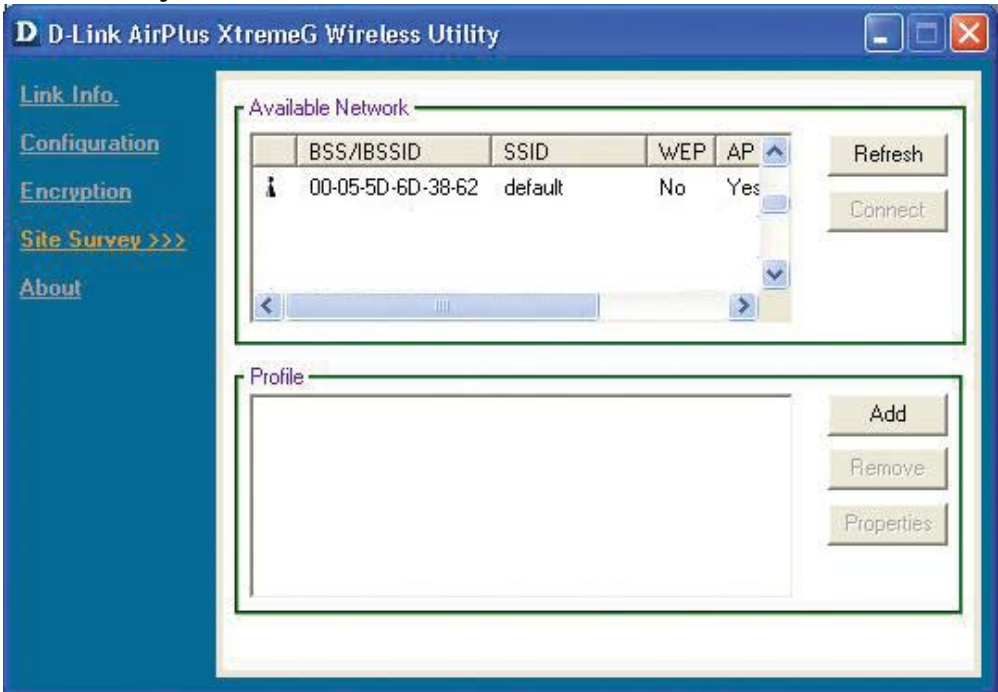 D D-Link AirPlus XtremeG Wireless Utility
Link Info.
Configuration
Encryption
Site Survey >>>
About
Available Network
BSS/IBSSID SSID WEP AP
00-05-5D-6D-38-62 default No Yes
Refresh
Connect
Profile
Add
Remove
Properties